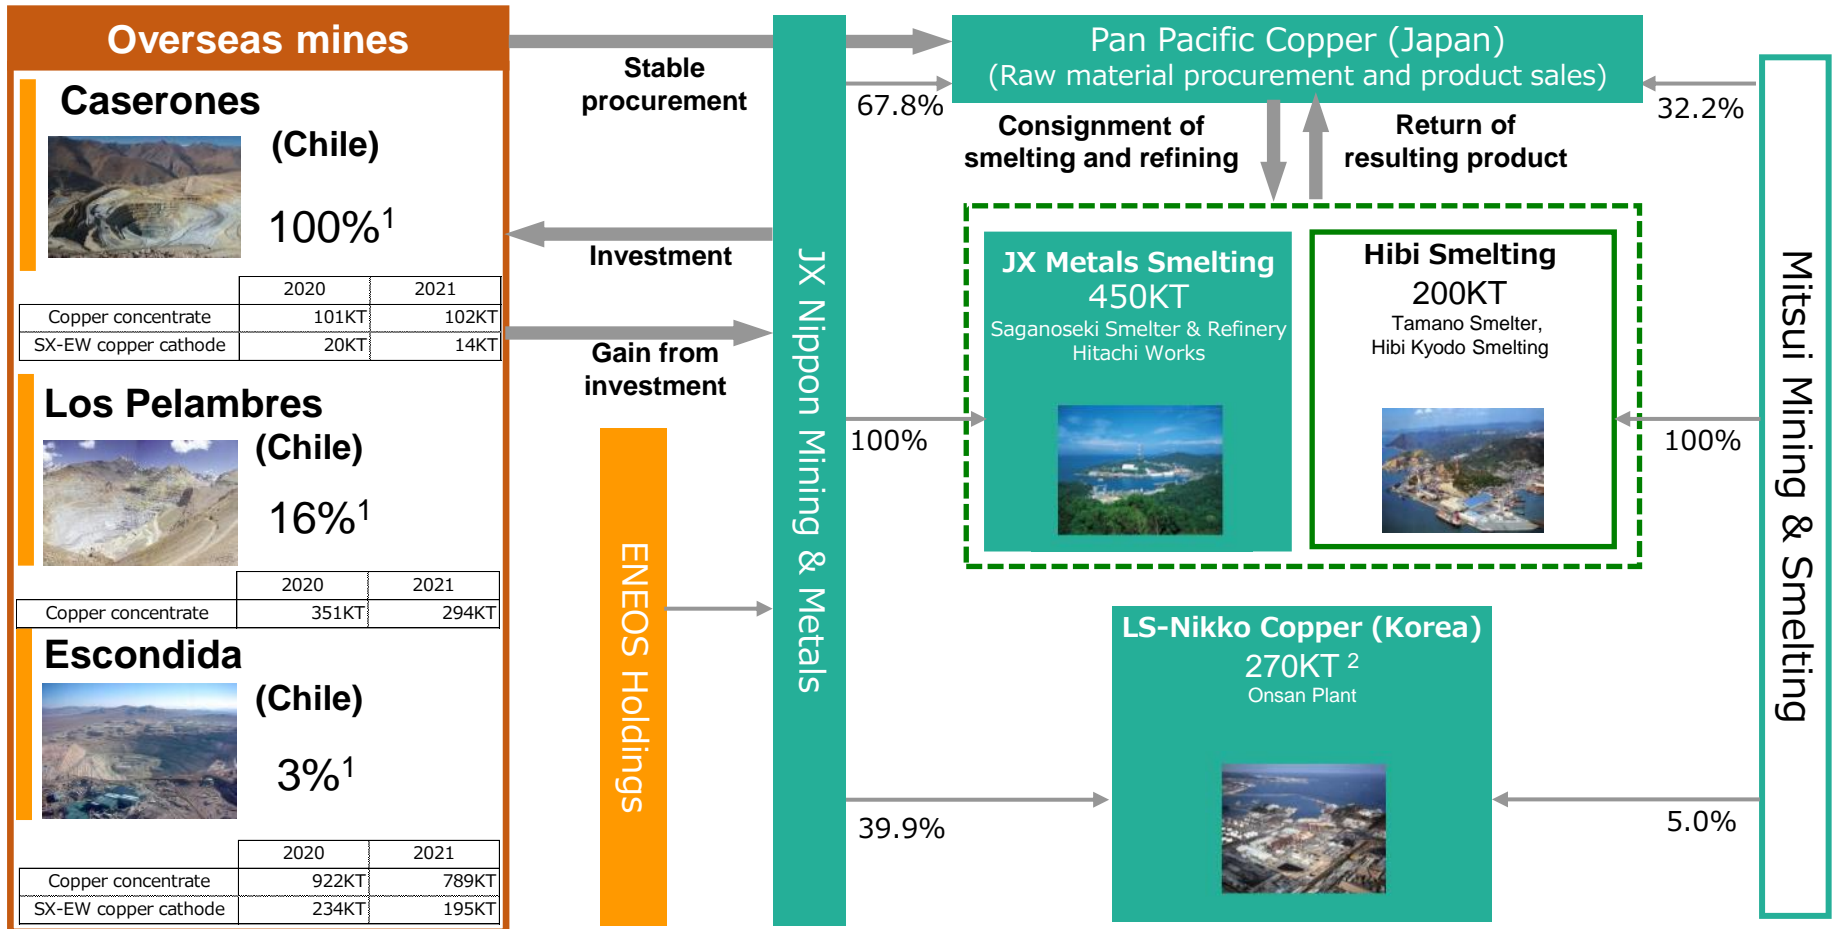 Overseas mines
Caserones
(Chile)
100%1
2020 2021
Copper concentrate 101KT 102KT
SX-EW copper cathode 20KT 14KT
Los Pelambres
(Chile)
16%1
2020 2021
Copper concentrate 351KT 294KT
Escondida
(Chile)
3%1
2020 2021
Copper concentrate 922KT 789KT
SX-EW copper cathode 234KT 195KT
Stable
procurement
Investment
Gain from
investment
ENEOS Holdings
JX Nippon Mining & Metals
67.8%
Pan Pacific Copper (Japan)
(Raw material procurement and product sales)
32.2%
Consignment of
smelting and refining
Return of
resulting product
JX Metals Smelting
450KT
Saganoseki Smelter & Refinery
Hitachi Works
Hibi Smelting
200KT
Tamano Smelter,
Hibi Kyodo Smelting
100%
100%
LS-Nikko Copper (Korea)
270KT 2
Onsan Plant
39.9%
5.0%
Mitsui Mining & Smelting